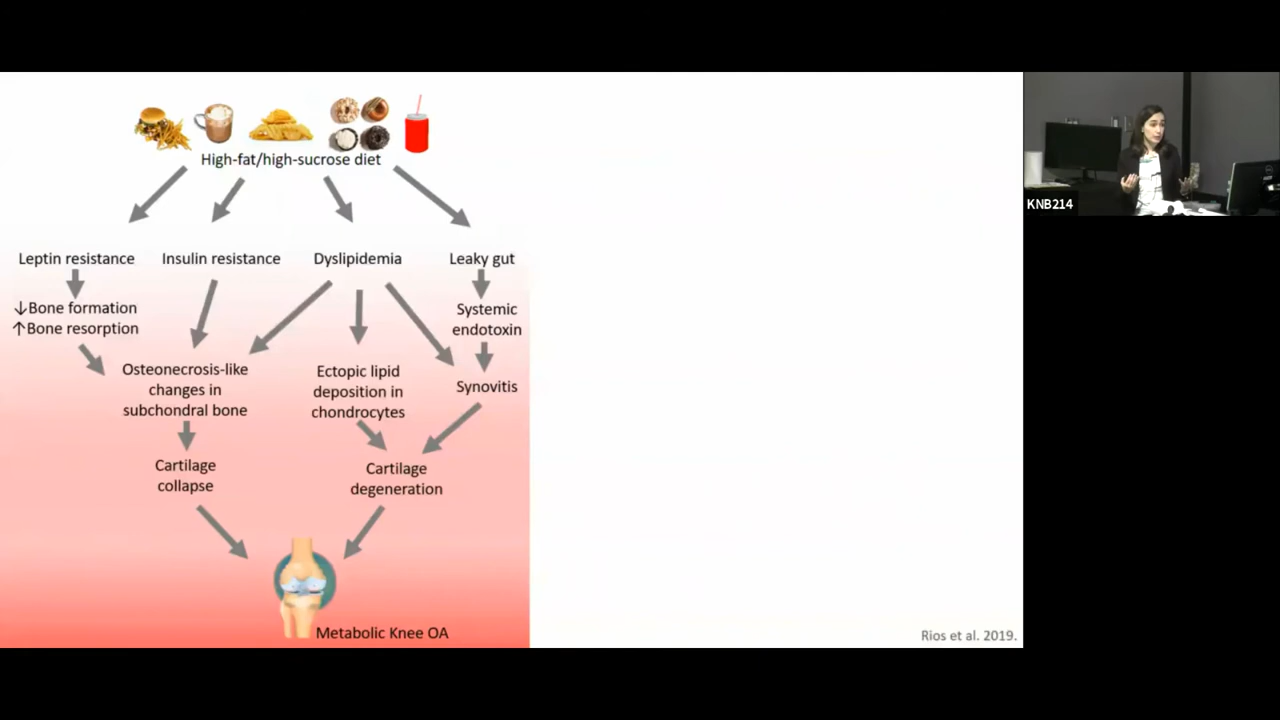 High-fat/high-sucrose diet
Leptin resistance
Insulin resistance
Dyslipidemia
Leaky gut
↓Bone formation
↑Bone resorption
Systemic
endotoxin
Osteonecrosis-like
changes in
subchondral bone
Ectopic lipid
deposition in
chondrocytes
Synovitis
Cartilage
collapse
Cartilage
degeneration
Metabolic Knee OA
Rios et al. 2019.
KNB214